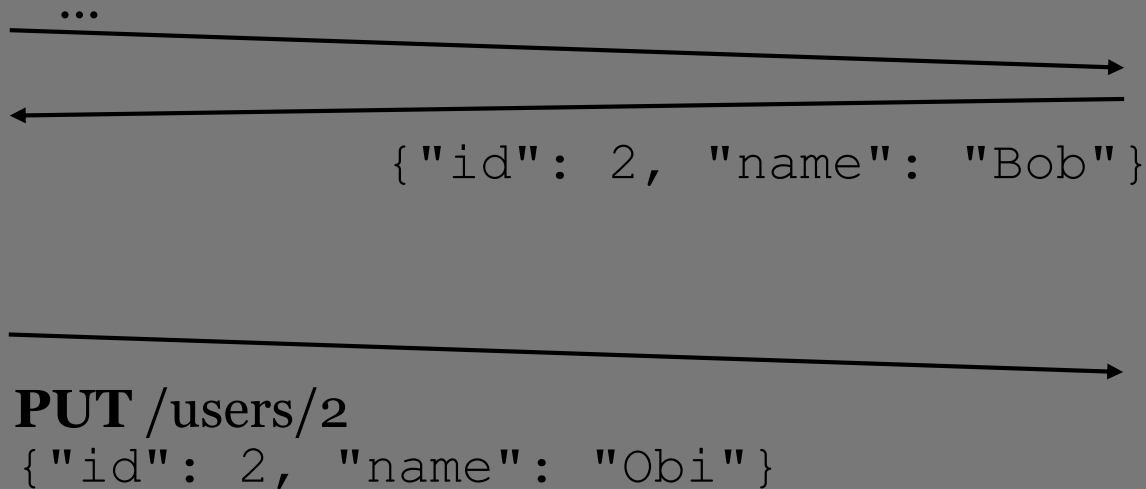 ...
{"id": 2, "name": "Bob"}
PUT /users/2
{"id": 2, "name": "Obi"}